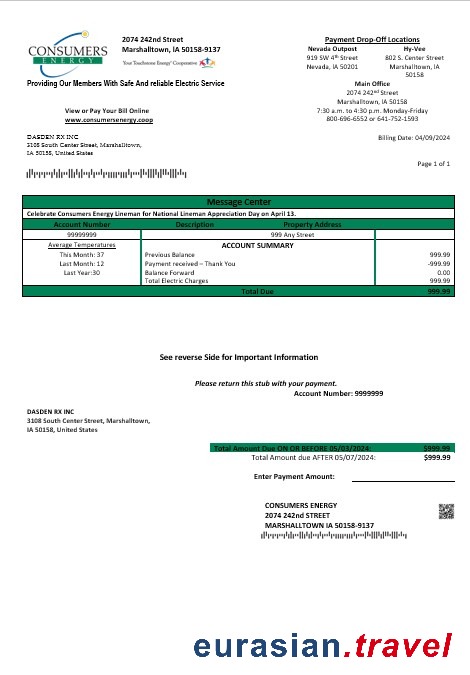 CONSUMERS
ENERGY
2074 242nd Street
Marshalltown, IA 50158-9137
Your Touchstone Energy® Cooperative
Providing Our Members With Safe And reliable Electric Service
Payment Drop-Off Locations
Nevada Outpost Hy-Vee
919 SW 4th Street 802 S. Center Street
Nevada, IA 50201 Marshalltown, IA
50158
Main Office
2074 242nd Street
Marshalltown, IA 50158
7:30 a.m. to 4:30 p.m. Monday-Friday
800-696-6552 or 641-752-1593
View or Pay Your Bill Online
www.consumersenergy.coop
DASDEN RX INC
3108 South Center Street, Marshalltown,
IA 50158, United States
Billing Date: 04/09/2024
Page 1 of 1
Message Center
Celebrate Consumers Energy Lineman for National Lineman Appreciation Day on April 13.
Account Number Description Property Address
99999999 999 Any Street
Average Temperatures ACCOUNT SUMMARY
This Month: 37 Previous Balance 999.99
Last Month: 12 Payment received – Thank You -999.99
Last Year:30 Balance Forward 0.00
Total Electric Charges 999.99
Total Due 999.99
See reverse Side for Important Information
Please return this stub with your payment.
Account Number: 9999999
DASDEN RX INC
3108 South Center Street, Marshalltown,
IA 50158, United States
Total Amount Due ON OR BEFORE 05/03/2024: $999.99
Total Amount due AFTER 05/07/2024: $999.99
Enter Payment Amount:
CONSUMERS ENERGY
2074 242nd STREET
MARSHALLTOWN IA 50158-9137
eurasian.travel